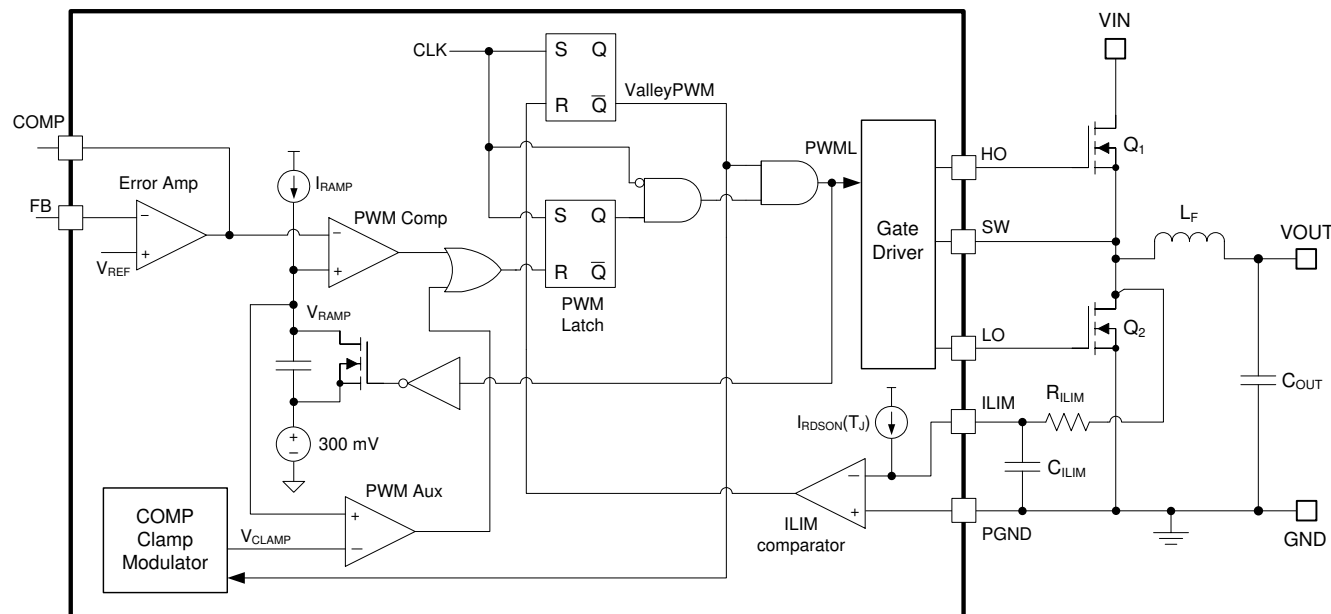 VIN
CLK
S Q
ValleyPWM
R Q̅
COMP
PWML
HO
Q1
Error Amp
IRAMP
FB
−
+
VREF
PWM Comp
−
+
S Q
R Q̅
PWM
Latch
Gate
Driver
SW
LF
VOUT
VRAMP
LO
Q2
COUT
+
−
300 mV
IRDSON(TJ)
ILIM
RILIM
CILIM
−
+
ILIM
comparator
PGND
GND
PWM Aux
+
−
COMP
Clamp
Modulator
VCLAMP